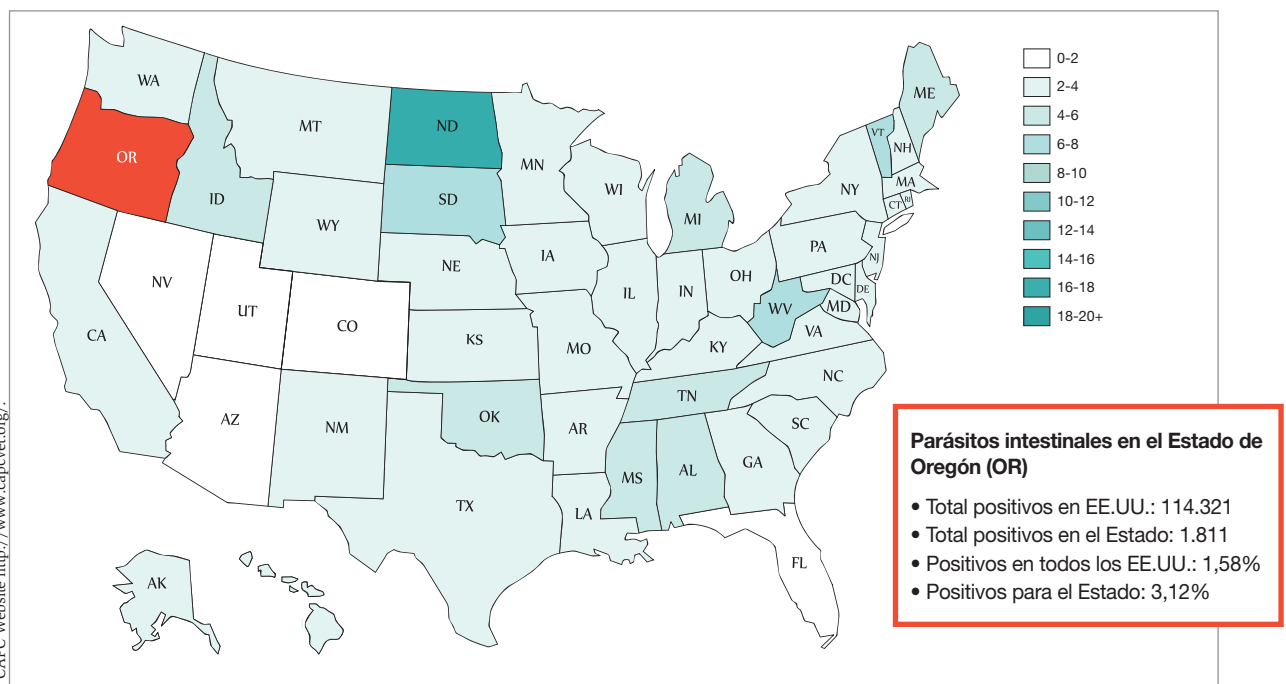 WA
OR
MT
ID
WY
ND
SD
NE
MN
WI
IA
MI
NV
UT
CO
CA
AZ
NM
KS
OK
TX
MO
AR
LA
IL
IN
OH
KY
TN
MS
AL
GA
FL
SC
NC
VA
WV
PA
NY
VT
NH
ME
MA
CT
RI
NJ
DE
DC
MD
AK
0-2
2-4
4-6
6-8
8-10
10-12
12-14
14-16
16-18
18-20+
Parásitos intestinales en el Estado de
Oregón (OR)
• Total positivos en EE.UU.: 114.321
• Total positivos en el Estado: 1.811
• Positivos en todos los EE.UU.: 1,58%
• Positivos para el Estado: 3,12%
CAPC Website http://www.capcvet.org/.